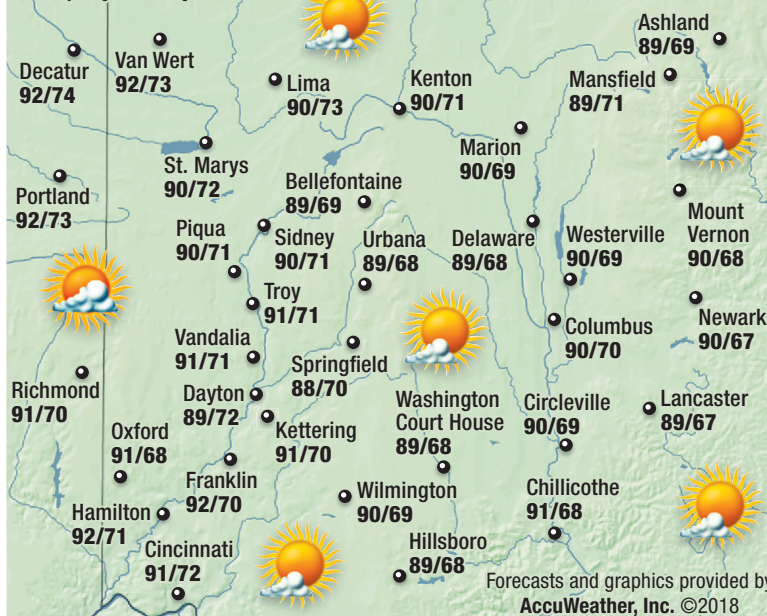 Ashland
89/69
Decatur
92/74
Van Wert
92/73
Lima
90/73
Kenton
90/71
Mansfield
89/71
Marion
90/69
St. Marys
90/72
Portland
92/73
Bellefontaine
89/69
Piqua
90/71
Sidney
90/71
Urbana
89/68
Delaware
89/68
Westerville
90/69
Mount
Vernon
90/68
Troy
91/71
Columbus
90/70
Newark
90/67
Vandalia
91/71
Springfield
88/70
Richmond
91/70
Dayton
89/72
Kettering
91/70
Washington
Court House
89/68
Circleville
90/69
Lancaster
89/67
Oxford
91/68
Franklin
92/70
Wilmington
90/69
Chillicothe
91/68
Hamilton
92/71
Cincinnati
91/72
Hillsboro
89/68
Forecasts and graphics provided by
AccuWeather, Inc. ©2018